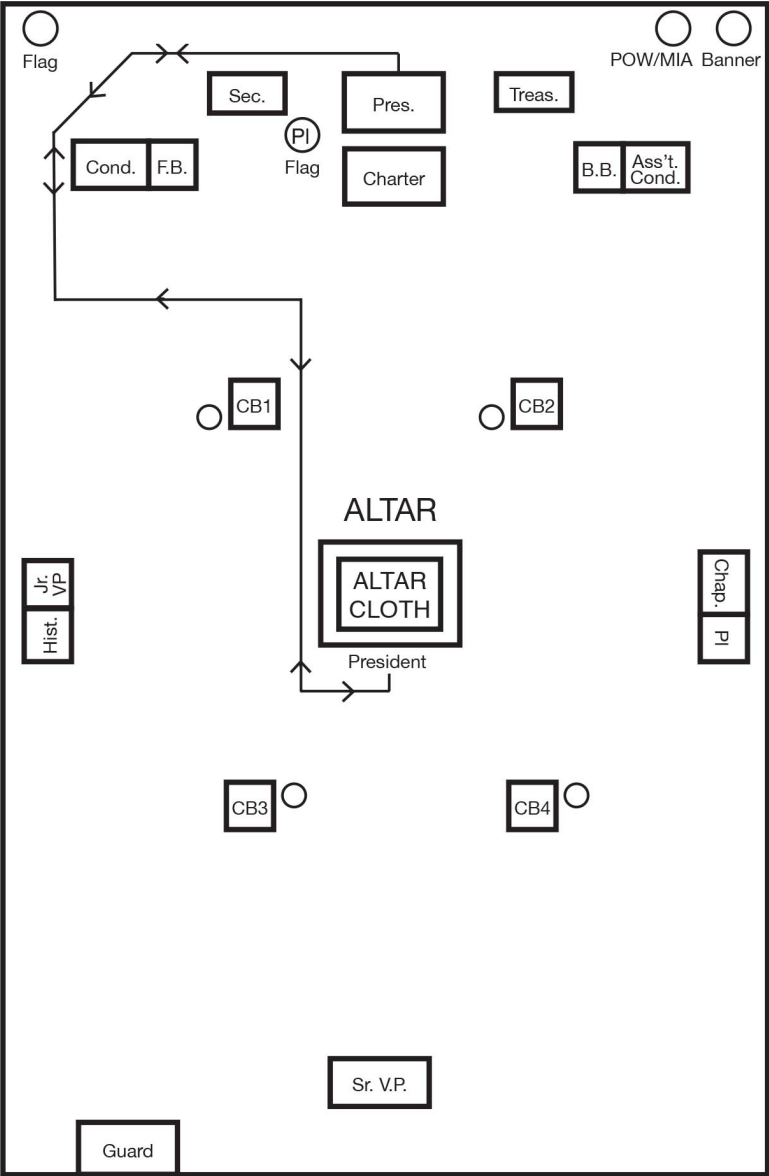 Flag
POW/MIA
Banner
Sec.
Pres.
Treas.
PI
Flag
Cond.
F.B.
Charter
B.B.
Ass't.
Cond.
CB1
CB2
ALTAR
ALTAR
CLOTH
Jr.
VP
Hist.
Chap.
PI
President
CB3
CB4
Sr. V.P.
Guard